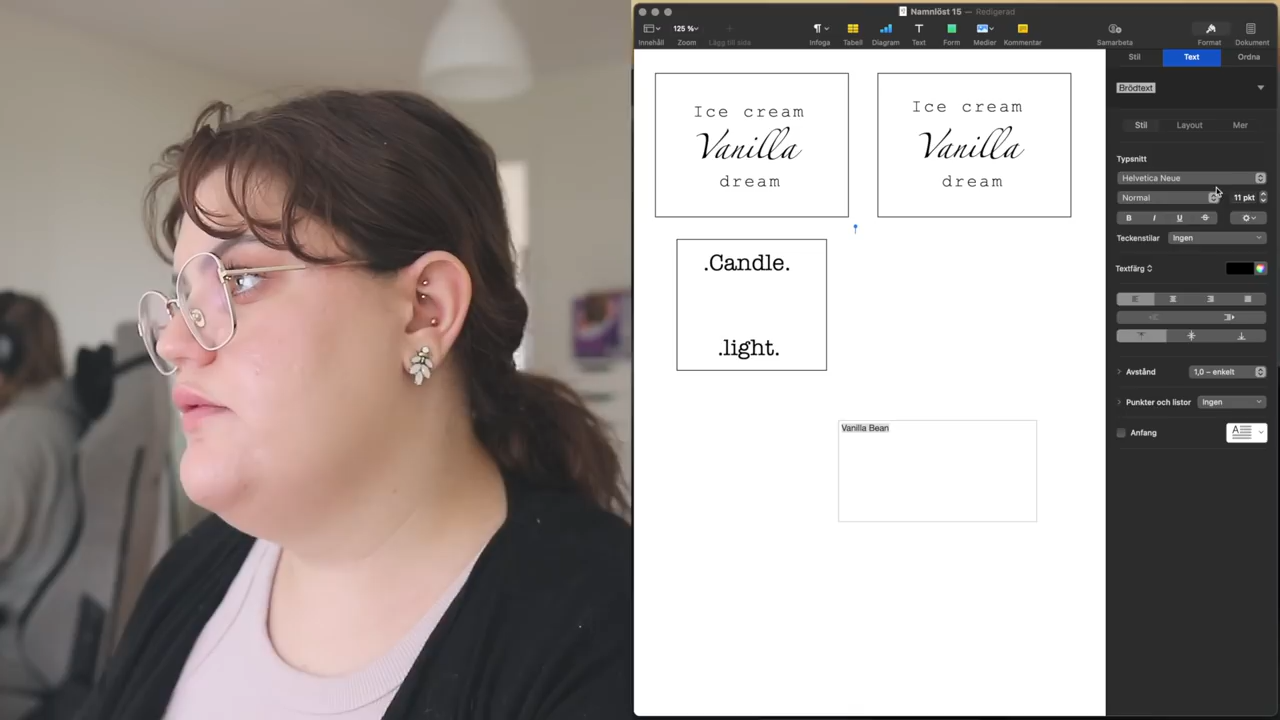 Namnlöst 15 — Redigerad
125 %
Innehåll
Zoom
Lägg till sida
Infoga
Tabell
Diagram
Text
Form
Medier
Kommentar
Samarbeta
Format
Dokument
Stil
Text
Ordna
Brödtext
Stil
Layout
Mer
Typsnitt
Helvetica Neue
Normal
11 pkt
B I U S
Teckenstilar
Ingen
Textfärg
Avstånd
1,0 – enkelt
Punkter och listor
Ingen
Anfang
A
Ice cream
Vanilla
dream
Ice cream
Vanilla
dream
.Candle.
.light.
Vanilla Bean